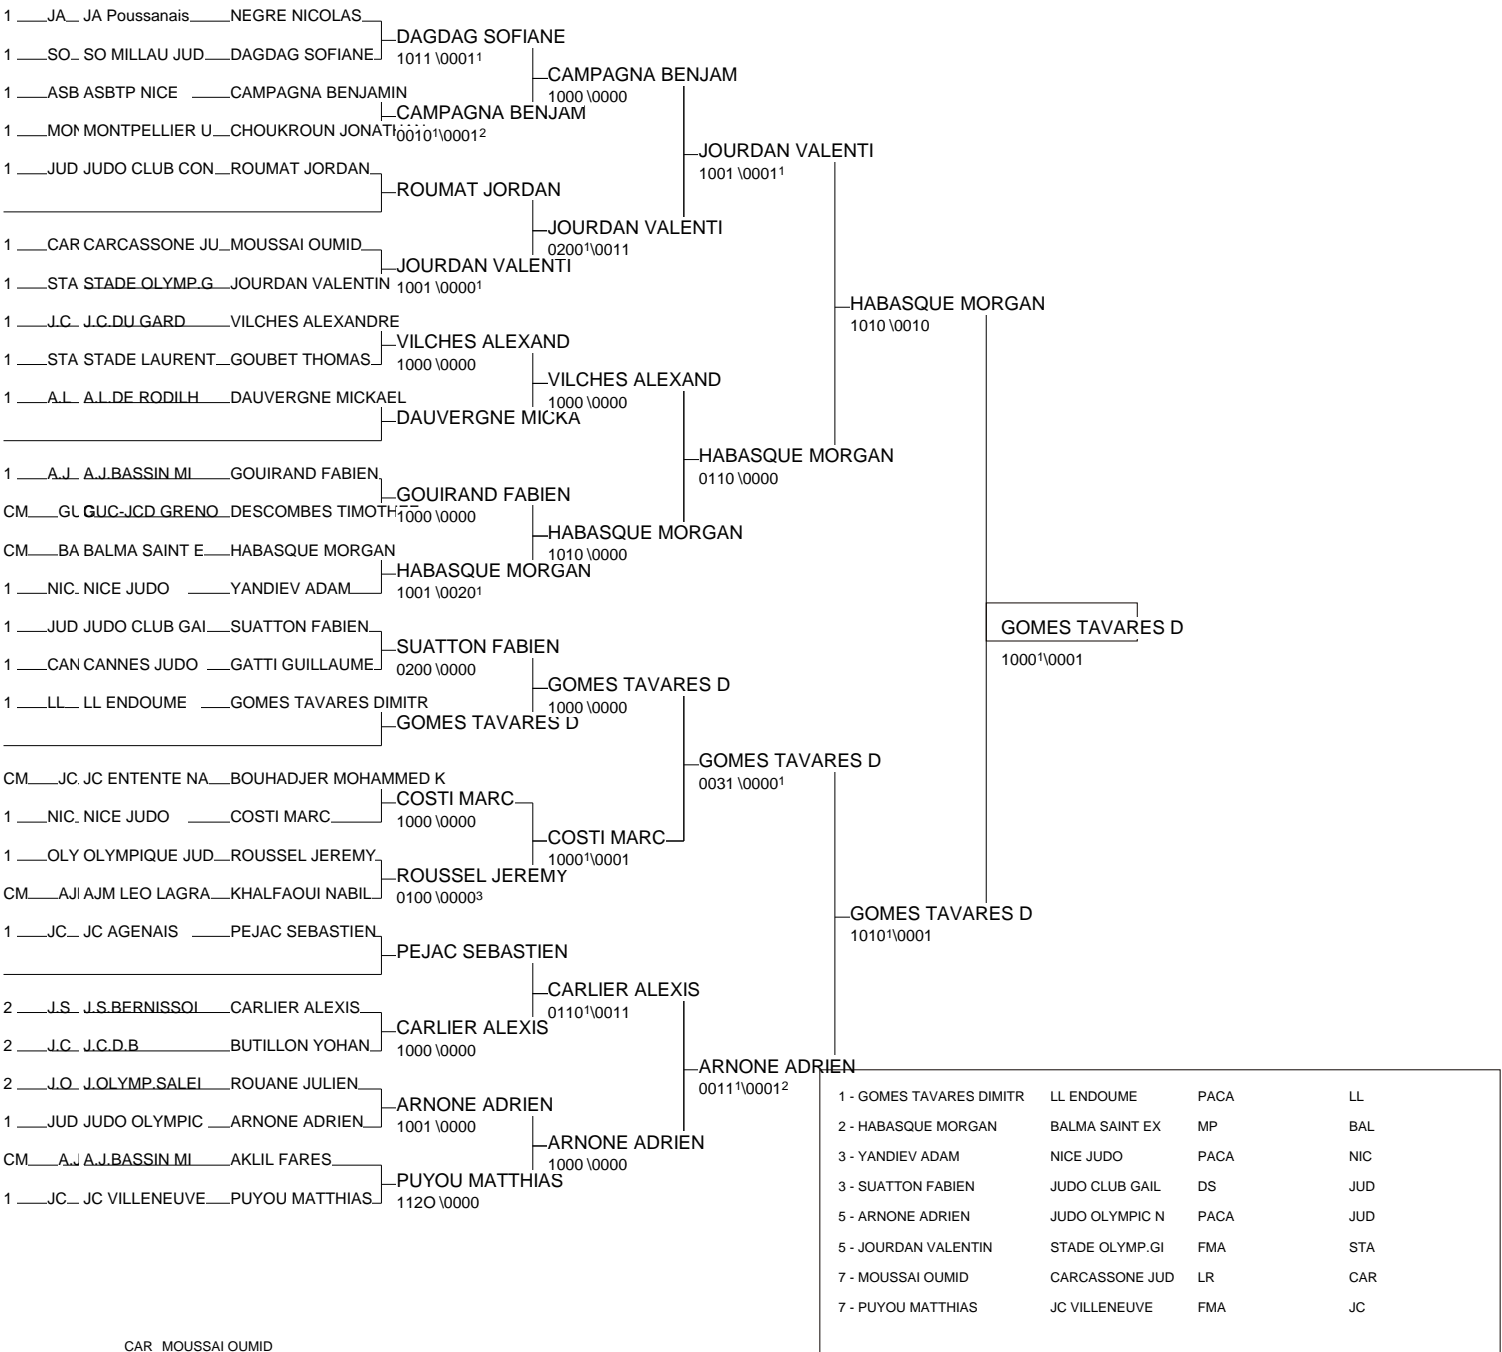 1 JA JA Poussanais NEGRE NICOLAS
DAGDAG SOFIANE
1 SO SO MILLAU JUD DAGDAG SOFIANE
1011 \0001¹
CAMPAGNA BENJAM
1 ASB ASBTP NICE CAMPAGNA BENJAMIN
1000 \0000
CAMPAGNA BENJAM
1 MON MONTPELLIER U CHOUKROUN JONATH
0010¹\0001²
JOURDAN VALENTI
1 JUD JUDO CLUB CON ROUMAT JORDAN
1001 \0001¹
ROUMAT JORDAN
JOURDAN VALENTI
1 CAR CARCASSONE JU MOUSSAI OUMID
0200¹\0011
JOURDAN VALENTI
1 STA STADE OLYMP.G JOURDAN VALENTIN
1001 \0000¹
HABASQUE MORGAN
1 J.C J.C.DU GARD VILCHES ALEXANDRE
1010 \0010
VILCHES ALEXAND
1 STA STADE LAURENT GOUBET THOMAS
1000 \0000
VILCHES ALEXAND
1 A.L A.L.DE RODILH DAUVERGNE MICKAEL
1000 \0000
DAUVERGNE MICKA
HABASQUE MORGAN
1 A.J A.J.BASSIN MI GOUIRAND FABIEN
0110 \0000
GOUIRAND FABIEN
CM GU GUC-JCD GRENO DESCOMBES TIMOTHEE
1000 \0000
HABASQUE MORGAN
CM BA BALMA SAINT E HABASQUE MORGAN
1010 \0000
HABASQUE MORGAN
1 NIC NICE JUDO YANDIEV ADAM
1001 \0020¹
1 JUD JUDO CLUB GAI SUATTON FABIEN
GOMES TAVARES D
SUATTON FABIEN
1000¹\0001
1 CAN CANNES JUDO GATTI GUILLAUME
0200 \0000
GOMES TAVARES D
1 LL LL ENDOUME GOMES TAVARES DIMITR
1000 \0000
GOMES TAVARES D
GOMES TAVARES D
CM JC JC ENTENTE NA BOUHADJER MOHAMMED K
0031 \0000¹
COSTI MARC
1 NIC NICE JUDO COSTI MARC
1000 \0000
COSTI MARC
1 OLY OLYMPIQUE JUD ROUSSEL JEREMY
1000¹\0001
ROUSSEL JEREMY
CM AJ AJM LEO LAGRA KHALFAOUI NABIL
0100 \0000³
GOMES TAVARES D
1 JC JC AGENAIS PEJAC SEBASTIEN
1010¹\0001
PEJAC SEBASTIEN
CARLIER ALEXIS
2 J.S J.S.BERNISSOI CARLIER ALEXIS
0110¹\0011
CARLIER ALEXIS
2 J.C J.C.D.B BUTILLON YOHAN
1000 \0000
ARNONE ADRIEN
2 J.O J.OLYMP.SALEI ROUANE JULIEN
0011¹\0001²
ARNONE ADRIEN
1 JUD JUDO OLYMPIC ARNONE ADRIEN
1001 \0000
ARNONE ADRIEN
CM A.J A.J.BASSIN MI AKLIL FARES
1000 \0000
PUYOU MATTHIAS
1 JC JC VILLENEUVE PUYOU MATTHIAS
112O \0000
1 - GOMES TAVARES DIMITR LL ENDOUME PACA LL
2 - HABASQUE MORGAN BALMA SAINT EX MP BAL
3 - YANDIEV ADAM NICE JUDO PACA NIC
3 - SUATTON FABIEN JUDO CLUB GAIL DS JUD
5 - ARNONE ADRIEN JUDO OLYMPIC N PACA JUD
5 - JOURDAN VALENTIN STADE OLYMP.GI FMA STA
7 - MOUSSAI OUMID CARCASSONE JUD LR CAR
7 - PUYOU MATTHIAS JC VILLENEUVE FMA JC
CAR MOUSSAI OUMID